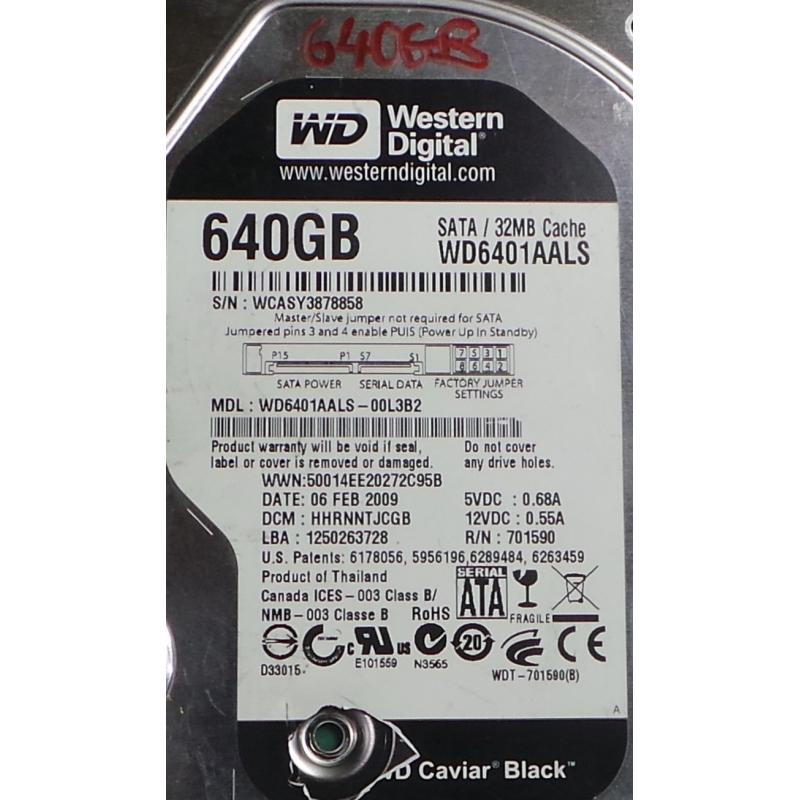 640GB
WD Western Digital®
www.westerndigital.com
640GB
SATA / 32MB Cache
WD6401AALS
S/N : WCASY3878858
Master/Slave jumper not required for SATA
Jumpered pins 3 and 4 enable PUIS (Power Up In Standby)
P15 P1 S7 S1 7 5 3 1
8 6 4 2
SATA POWER SERIAL DATA FACTORY JUMPER SETTINGS
MDL : WD6401AALS-00L3B2
Product warranty will be void if seal,
label or cover is removed or damaged.
Do not cover
any drive holes.
WWN:50014EE20272C95B
DATE: 06 FEB 2009
5VDC : 0.68A
DCM : HHRNNTJCGB
12VDC : 0.55A
LBA : 1250263728
R/N : 701590
U.S. Patents: 6178056, 5956196,6289484, 6263459
Product of Thailand
Canada ICES-003 Class B/
NMB-003 Classe B
RoHS
SERIAL
ATA
FRAGILE
D33015
c UR us
E101559
N3565
20
CE
WDT-701590(B)
A
D Caviar® Black™